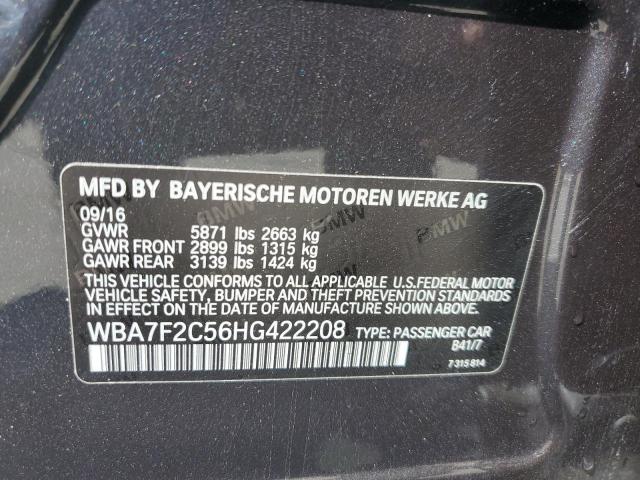 MFD BY BAYERISCHE MOTOREN WERKE AG
09/16
GVWR 5871 lbs 2663 kg
GAWR FRONT 2899 lbs 1315 kg
GAWR REAR 3139 lbs 1424 kg
THIS VEHICLE CONFORMS TO ALL APPLICABLE U.S.FEDERAL MOTOR
VEHICLE SAFETY, BUMPER AND THEFT PREVENTION STANDARDS
IN EFFECT ON THE DATE OF MANUFACTURE SHOWN ABOVE.
WBA7F2C56HG422208 TYPE: PASSENGER CAR
B41/7
7315814
BMW
BMW